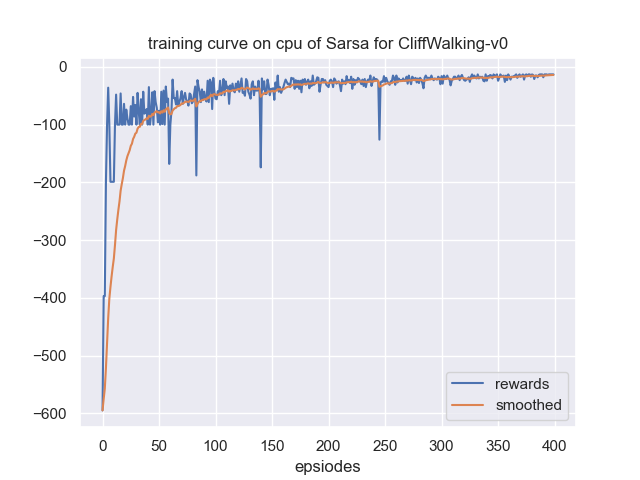 training curve on cpu of Sarsa for CliffWalking-v0
0
−100
−200
−300
−400
−500
−600
0 50 100 150 200 250 300 350 400
epsiodes
rewards
smoothed